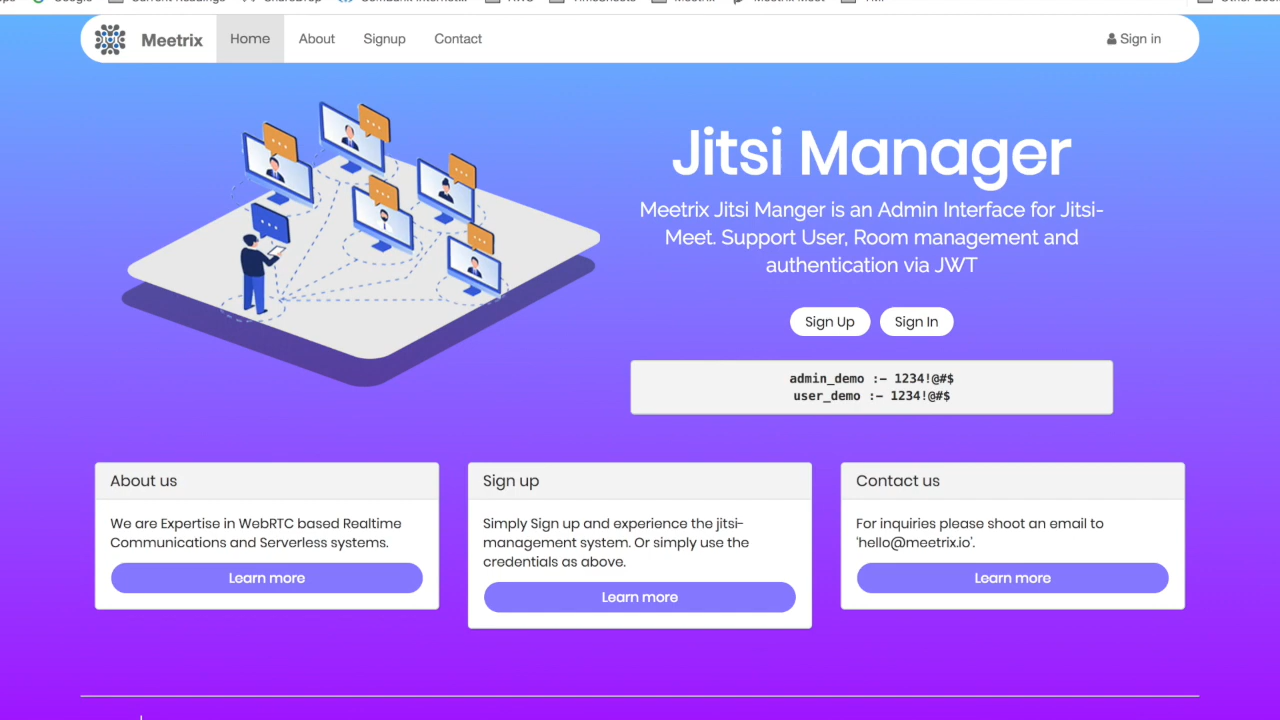 Meetrix
Home
About
Signup
Contact
Sign in
Jitsi Manager
Meetrix Jitsi Manger is an Admin Interface for Jitsi-
Meet. Support User, Room management and
authentication via JWT
Sign Up
Sign In
admin_demo :- 1234!@#$
user_demo :- 1234!@#$
About us
We are Expertise in WebRTC based Realtime
Communications and Serverless systems.
Learn more
Sign up
Simply Sign up and experience the jitsi-
management system. Or simply use the
credentials as above.
Learn more
Contact us
For inquiries please shoot an email to
'hello@meetrix.io'.
Learn more